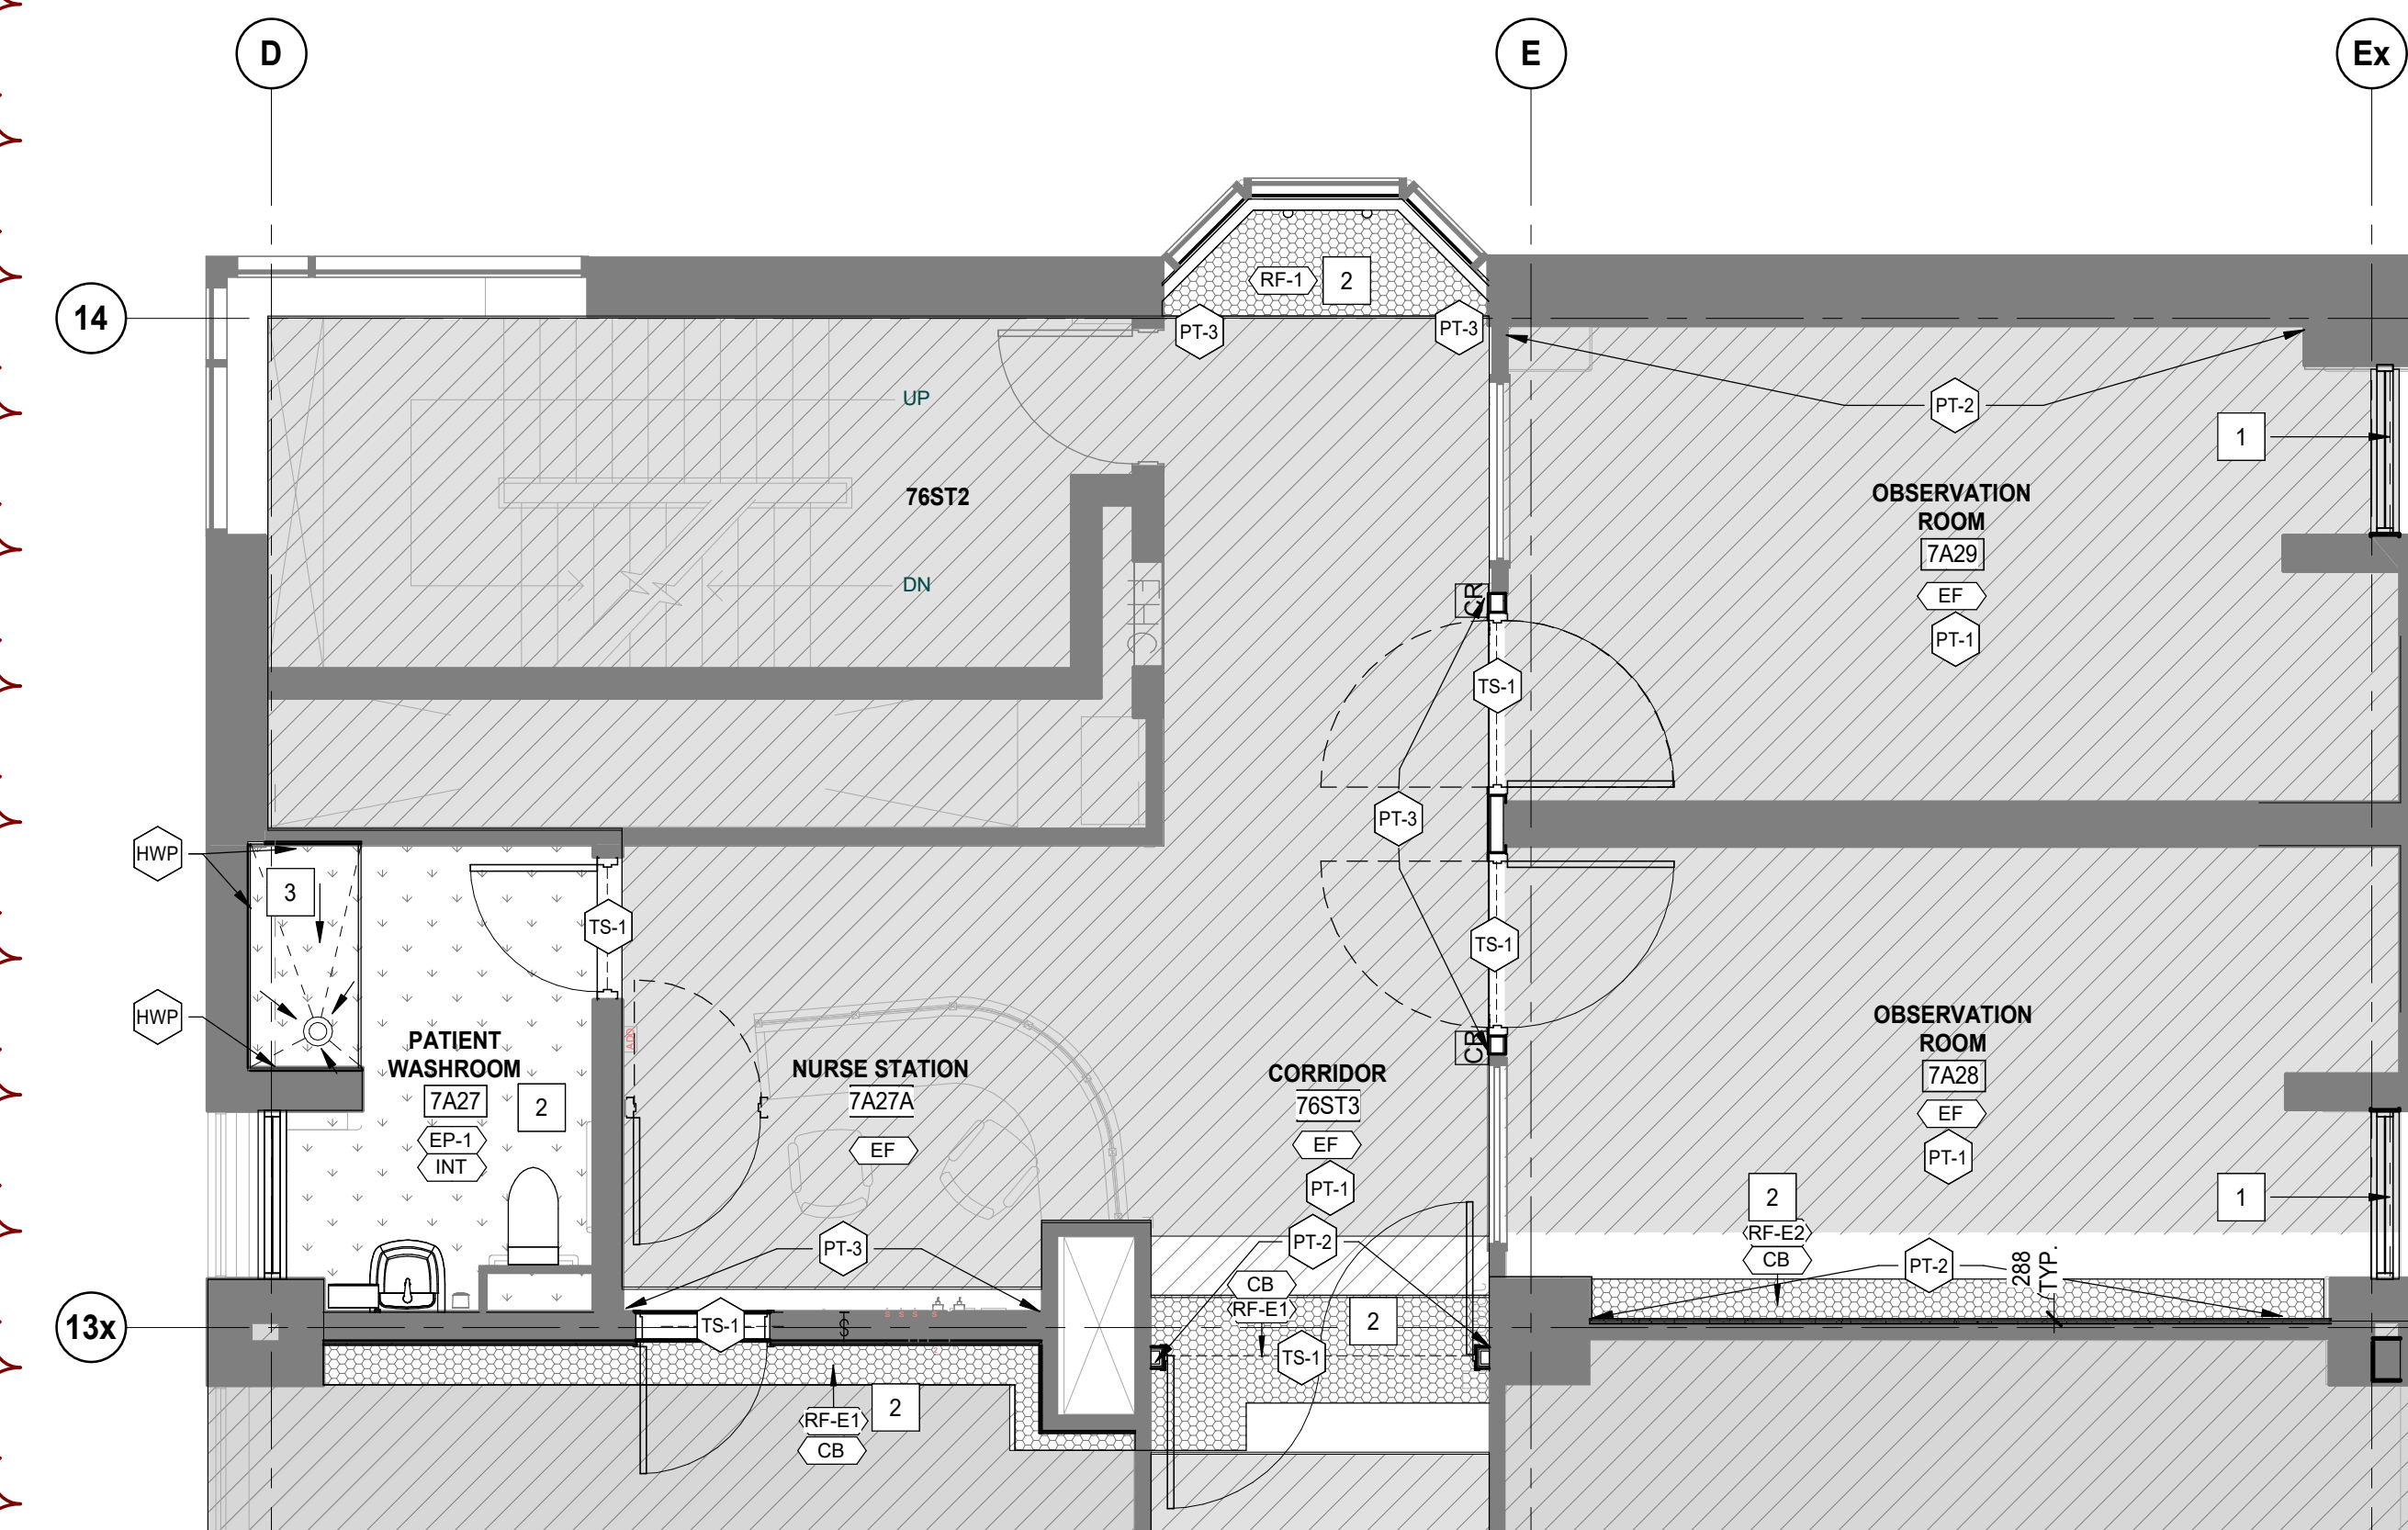 D
E
Ex
14
RF-1
2
PT-3
PT-3
UP
PT-2
1
76ST2
OBSERVATION
ROOM
7A29
EF
PT-1
DN
FHC
CR
TS-1
PT-3
HWP
3
TS-1
TS-1
HWP
PATIENT
WASHROOM
7A27
2
EP-1
INT
NURSE STATION
7A27A
EF
CORRIDOR
76ST3
EF
PT-1
PT-2
CB
OBSERVATION
ROOM
7A28
EF
PT-1
2
RF-E2
CB
1
PT-3
PT-2
288
TYP.
CB
RF-E1
2
13x
TS-1
TS-1
RF-E1
2
CB